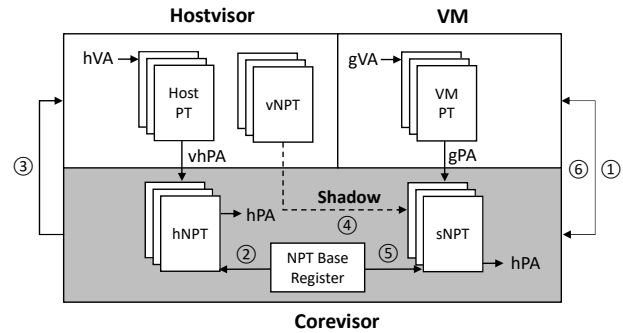 Hostvisor
VM
hVA
gVA
Host
PT
vNPT
VM
PT
③
vhPA
gPA
⑥
①
Shadow
hNPT
hPA
④
sNPT
②
NPT Base
Register
⑤
hPA
Corevisor